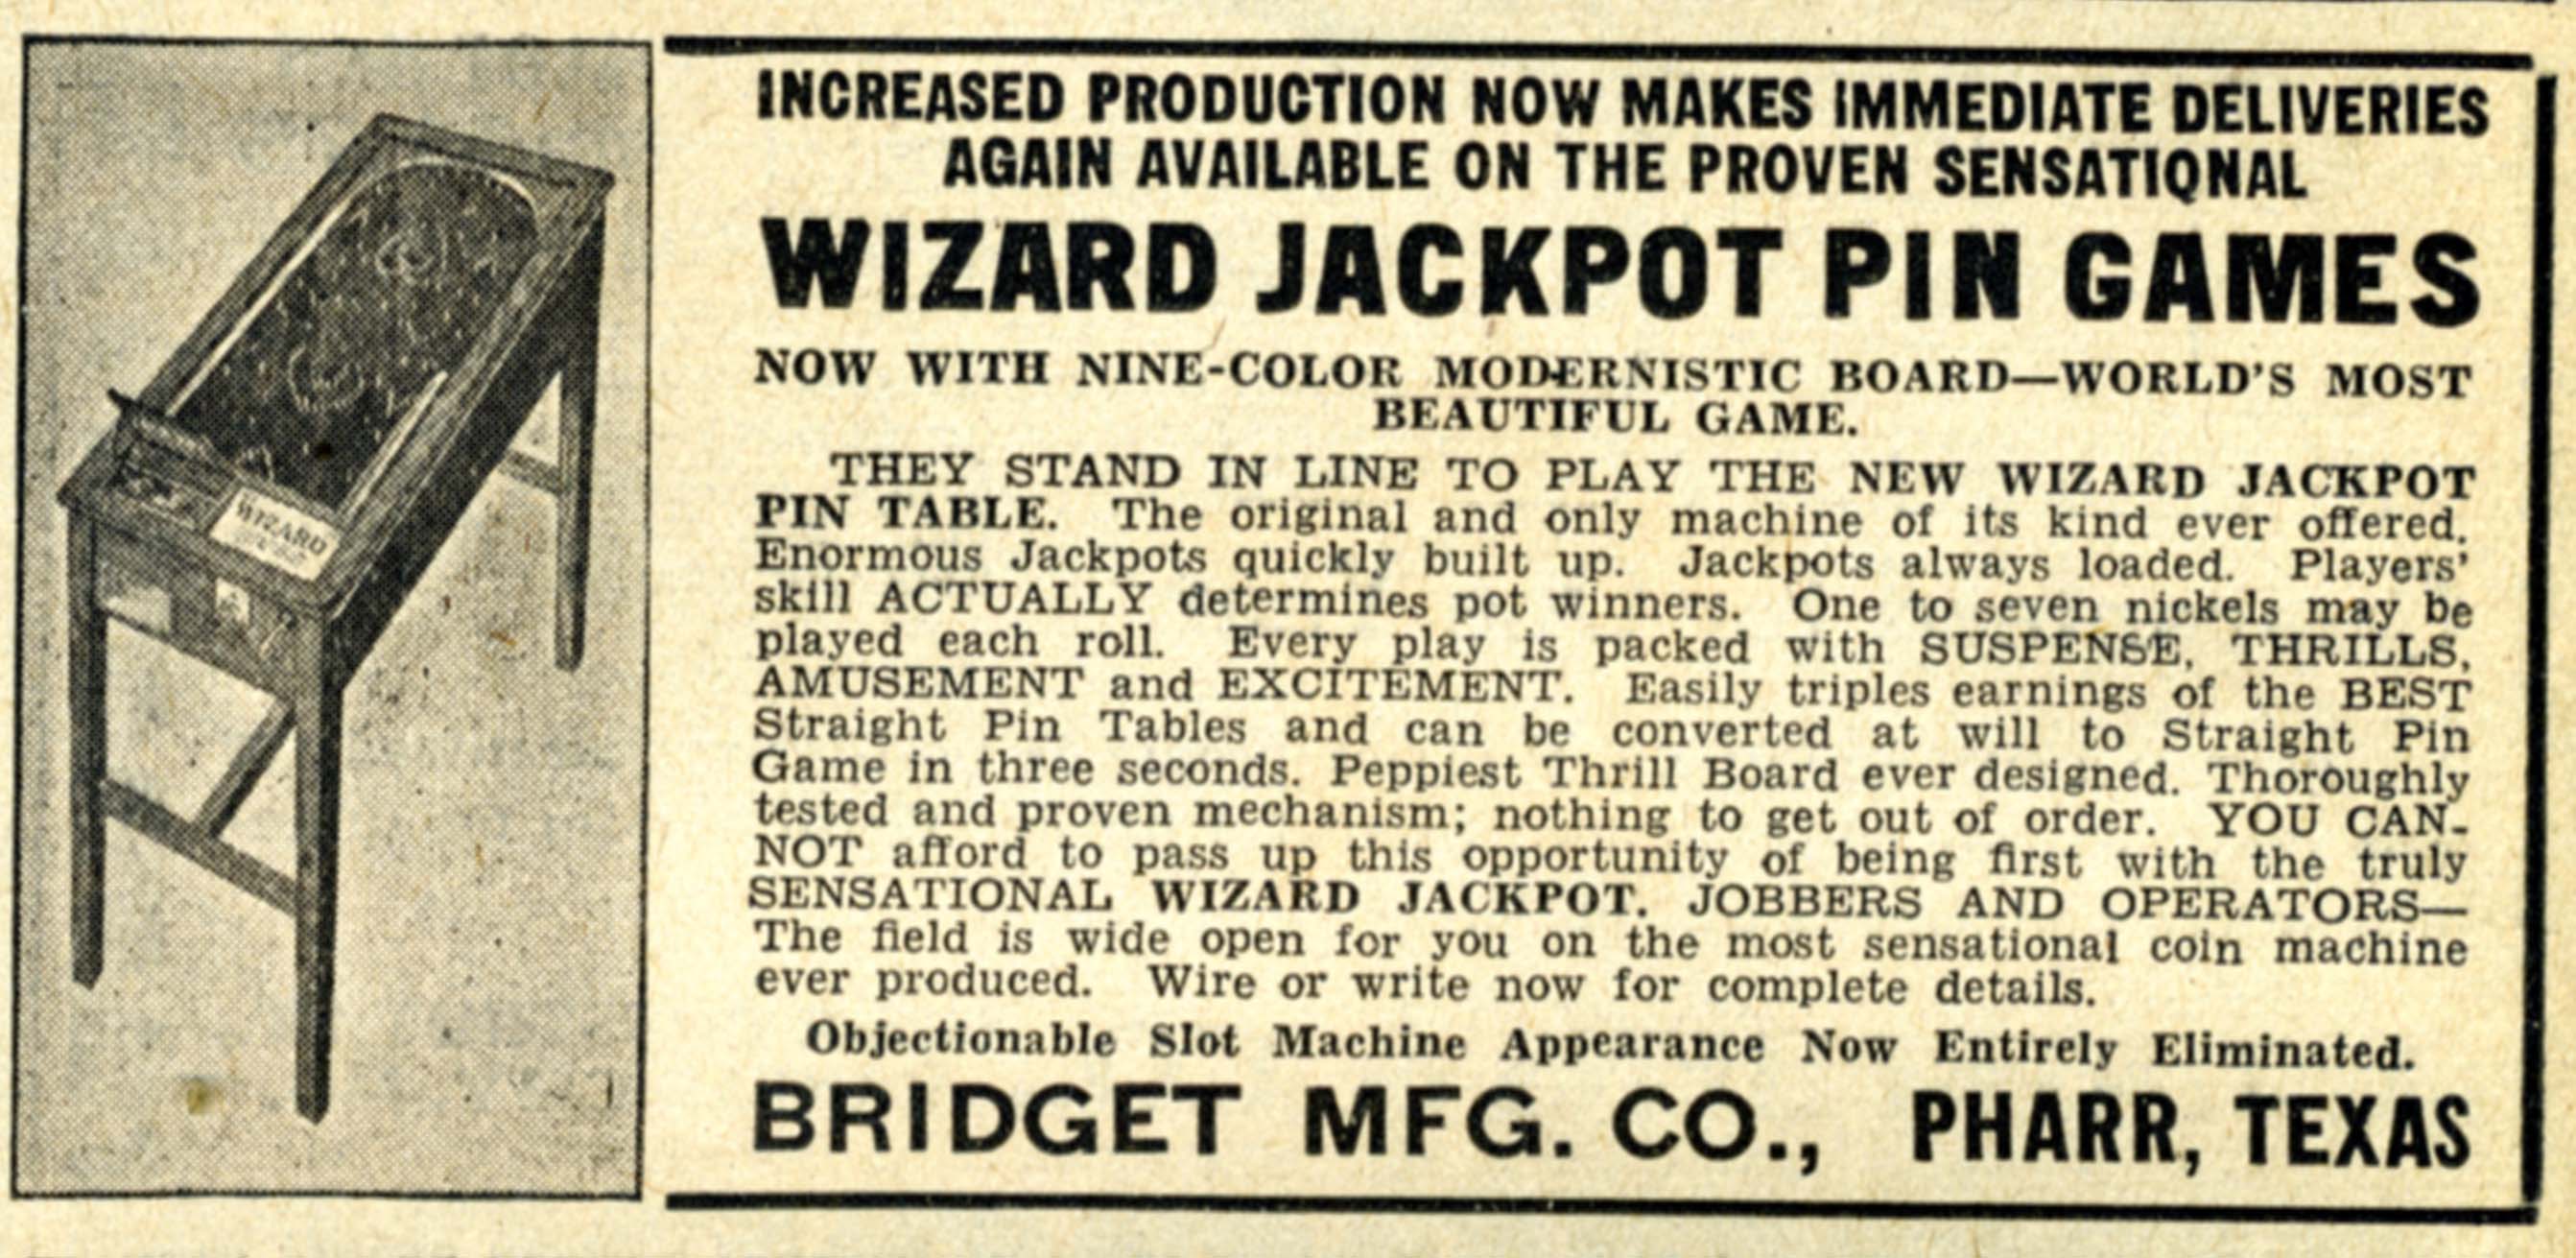 INCREASED PRODUCTION NOW MAKES IMMEDIATE DELIVERIES
AGAIN AVAILABLE ON THE PROVEN SENSATIONAL
WIZARD JACKPOT PIN GAMES
NOW WITH NINE-COLOR MODERNISTIC BOARD—WORLD'S MOST
BEAUTIFUL GAME.
THEY STAND IN LINE TO PLAY THE NEW WIZARD JACKPOT
PIN TABLE. The original and only machine of its kind ever offered.
Enormous Jackpots quickly built up. Jackpots always loaded. Players'
skill ACTUALLY determines pot winners. One to seven nickels may be
played each roll. Every play is packed with SUSPENSE, THRILLS,
AMUSEMENT and EXCITEMENT. Easily triples earnings of the BEST
Straight Pin Tables and can be converted at will to Straight Pin
Game in three seconds. Peppiest Thrill Board ever designed. Thoroughly
tested and proven mechanism; nothing to get out of order. YOU CAN-
NOT afford to pass up this opportunity of being first with the truly
SENSATIONAL WIZARD JACKPOT. JOBBERS AND OPERATORS—
The field is wide open for you on the most sensational coin machine
ever produced. Wire or write now for complete details.
Objectionable Slot Machine Appearance Now Entirely Eliminated.
BRIDGET MFG. CO., PHARR, TEXAS
WIZARD